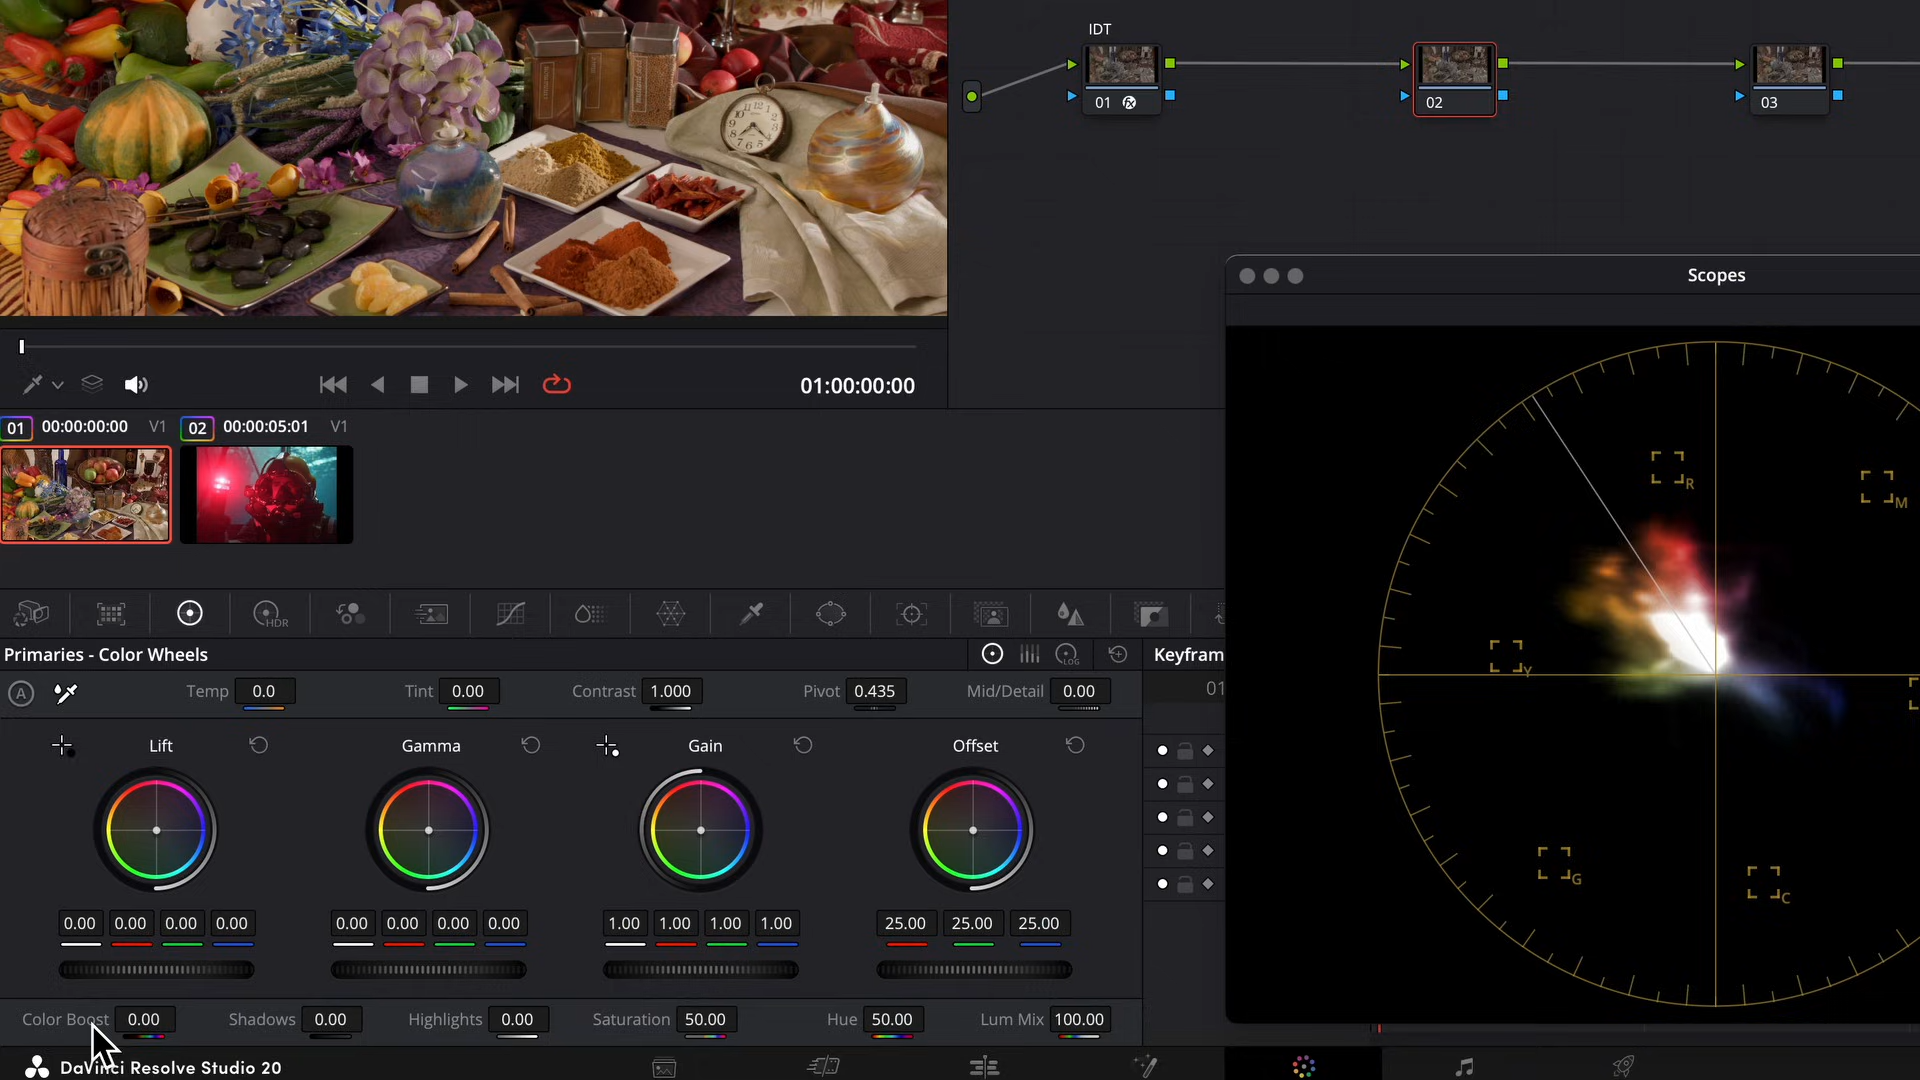 IDT
01
02
03
Scopes
01:00:00:00
01 00:00:00:00 V1 02 00:00:05:01 V1
R
M
HDR
Y
Primaries - Color Wheels
LOG
Keyfram
A Temp 0.0 Tint 0.00 Contrast 1.000 Pivot 0.435 Mid/Detail 0.00
01
Lift Gamma Gain Offset
G
C
0.00 0.00 0.00 0.00 0.00 0.00 0.00 0.00 1.00 1.00 1.00 1.00 25.00 25.00 25.00
Color Boost 0.00 Shadows 0.00 Highlights 0.00 Saturation 50.00 Hue 50.00 Lum Mix 100.00
DaVinci Resolve Studio 20